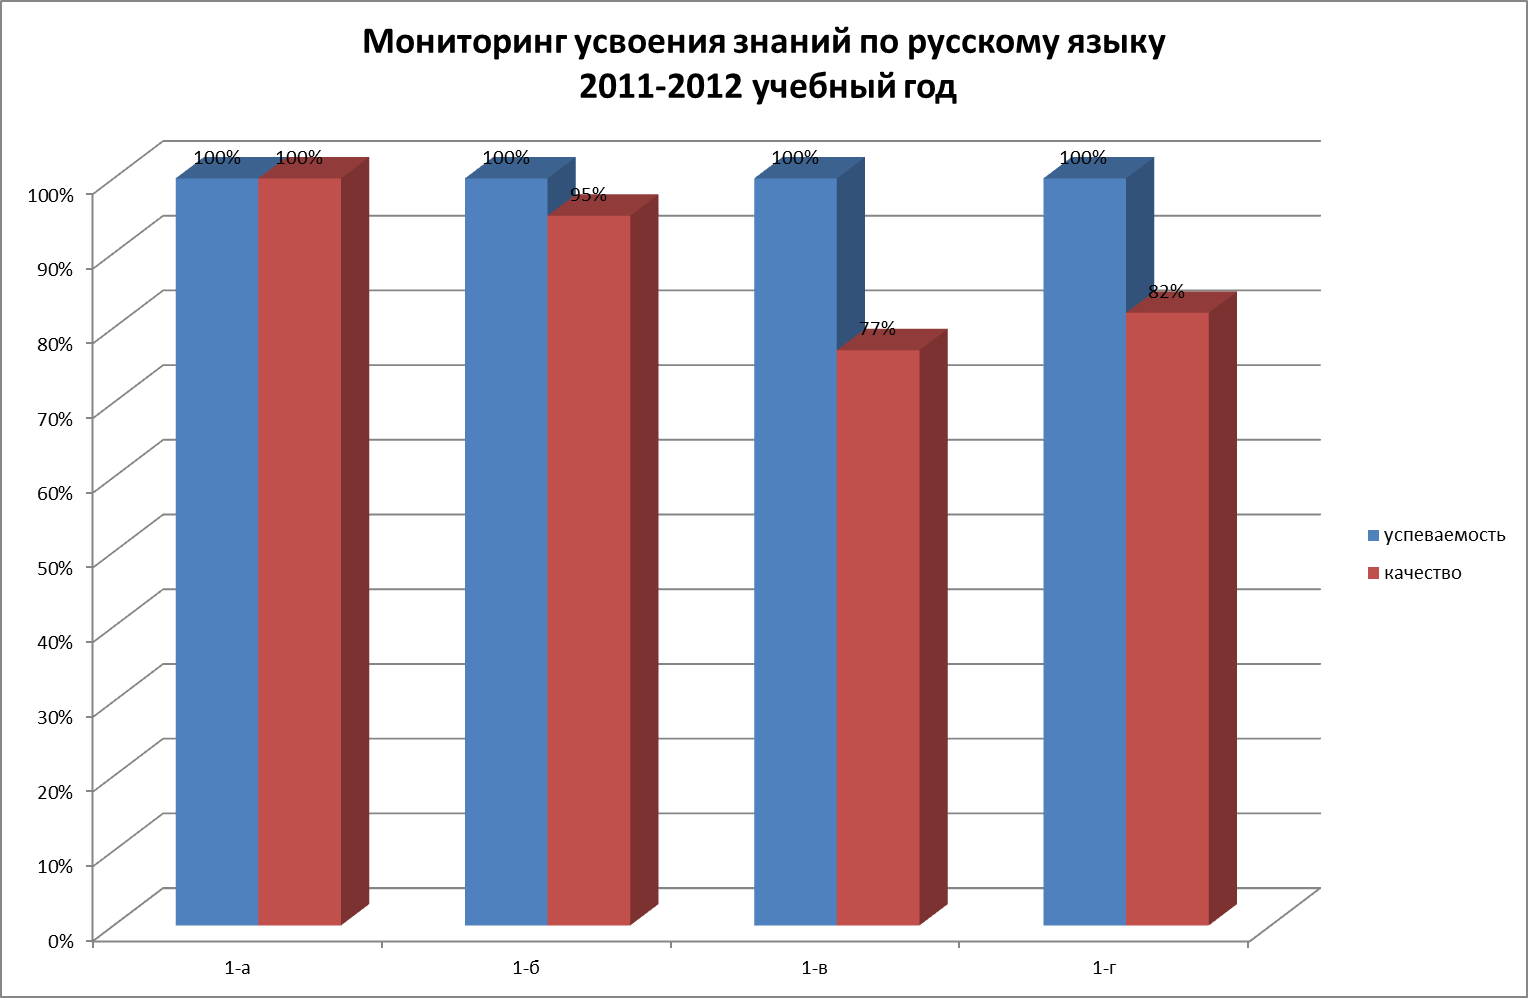 Мониторинг усвоения знаний по русскому языку
2011-2012 учебный год
100% 100% 100% 100% 100%
95%
82%
77%
100%
90%
80%
70%
60%
50%
40%
30%
20%
10%
0%
1-а 1-б 1-в 1-г
успеваемость
качество